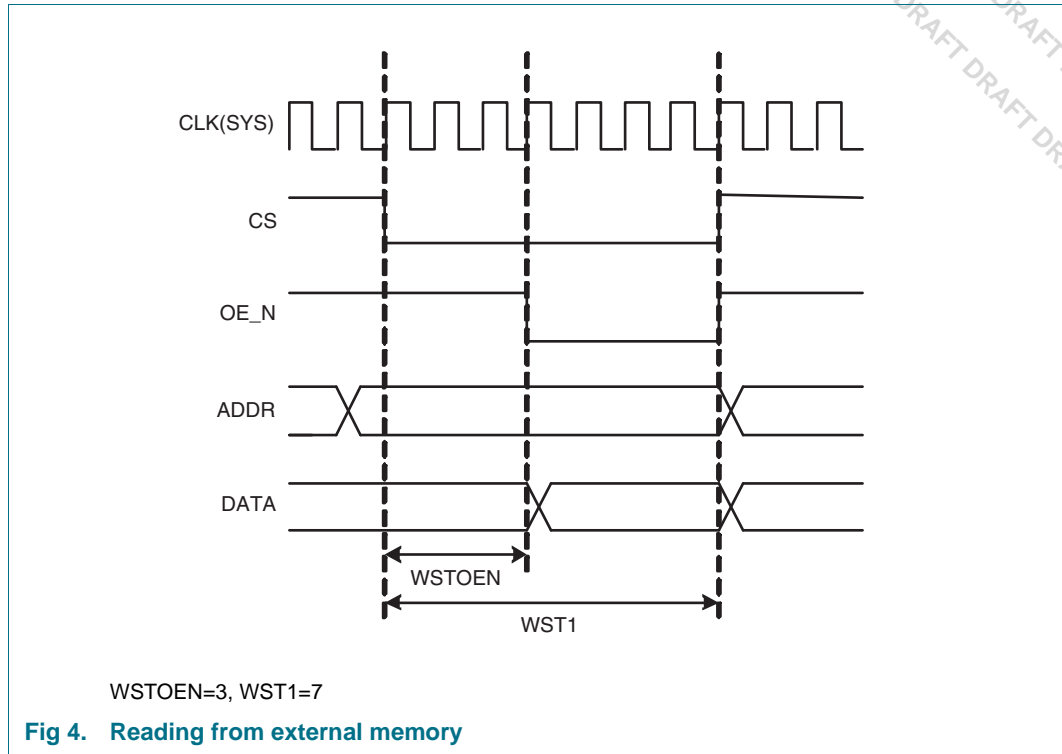 DRAFT DRAFT DRAFT
DRAFT DRAFT
CLK(SYS)
CS
OE_N
ADDR
DATA
WSTOEN
WST1
WSTOEN=3, WST1=7
Fig 4. Reading from external memory